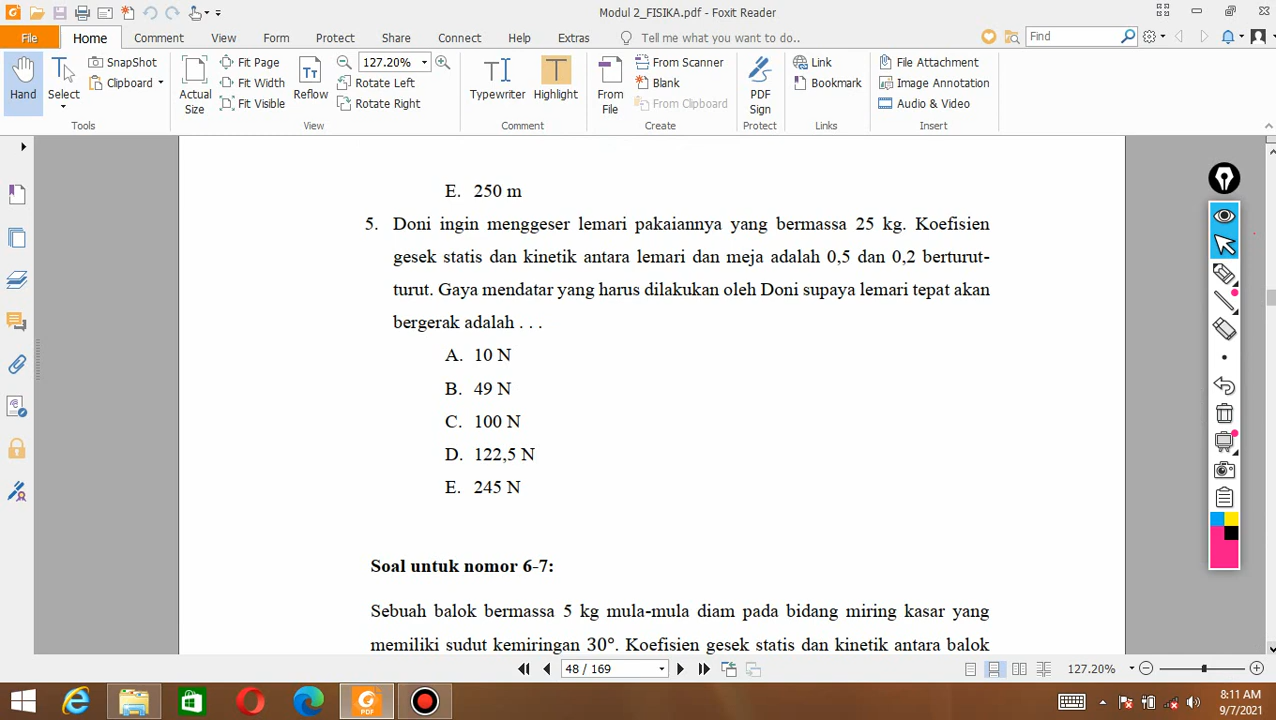 Modul 2_FISIKA.pdf - Foxit Reader
File Home Comment View Form Protect Share Connect Help Extras Tell me what you want to do.. Find
Hand
Select
SnapShot
Clipboard
Tools
Actual Size
Fit Page
Fit Width
Fit Visible
Reflow
127.20%
Rotate Left
Rotate Right
View
Typewriter
Highlight
Comment
From File
From Scanner
Blank
From Clipboard
Create
PDF Sign
Protect
Link
Bookmark
Links
File Attachment
Image Annotation
Audio & Video
Insert
E. 250 m
5. Doni ingin menggeser lemari pakaiannya yang bermassa 25 kg. Koefisien
gesek statis dan kinetik antara lemari dan meja adalah 0,5 dan 0,2 berturut-
turut. Gaya mendatar yang harus dilakukan oleh Doni supaya lemari tepat akan
bergerak adalah . . .
A. 10 N
B. 49 N
C. 100 N
D. 122,5 N
E. 245 N
Soal untuk nomor 6-7:
Sebuah balok bermassa 5 kg mula-mula diam pada bidang miring kasar yang
memiliki sudut kemiringan 30°. Koefisien gesek statis dan kinetik antara balok
48 / 169
127.20%
PDF
8:11 AM
9/7/2021